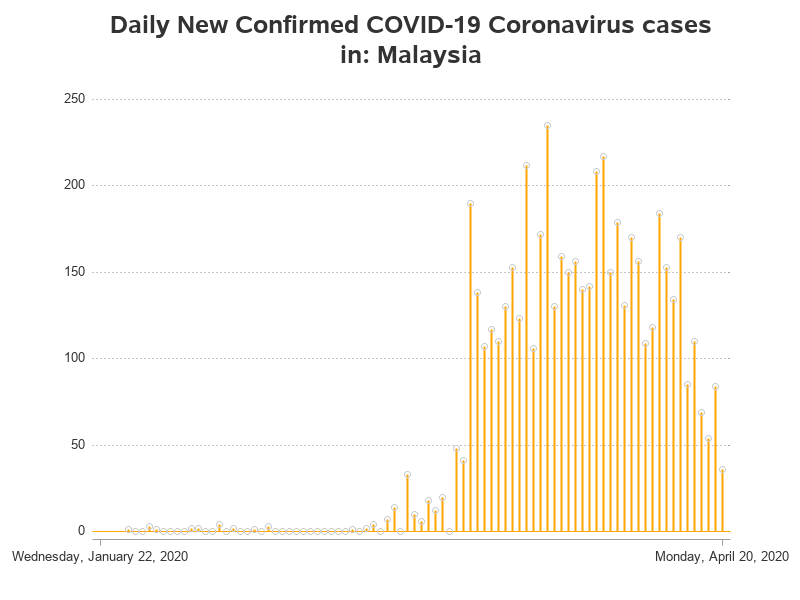 Daily New Confirmed COVID-19 Coronavirus cases
in: Malaysia
250
200
150
100
50
0
Wednesday, January 22, 2020
Monday, April 20, 2020